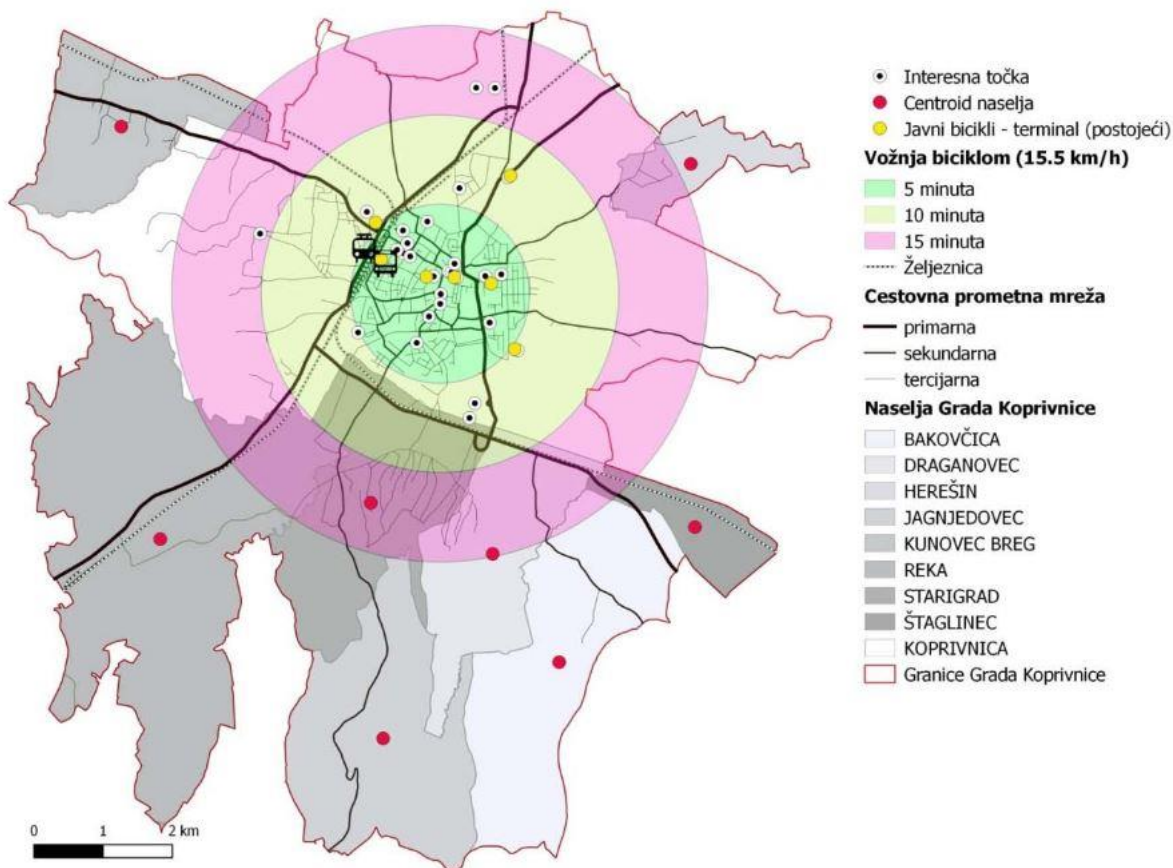 Interesna točka
Centroid naselja
Javni bicikli - terminal (postojeći)
Vožnja biciklom (15.5 km/h)
5 minuta
10 minuta
15 minuta
Željeznica
Cestovna prometna mreža
primarna
sekundarna
tercijarna
Naselja Grada Koprivnice
BAKOVČICA
DRAGANOVEC
HEREŠIN
JAGNJEDOVEC
KUNOVEC BREG
REKA
STARIGRAD
ŠTAGLINEC
KOPRIVNICA
Granice Grada Koprivnice
0 1 2 km